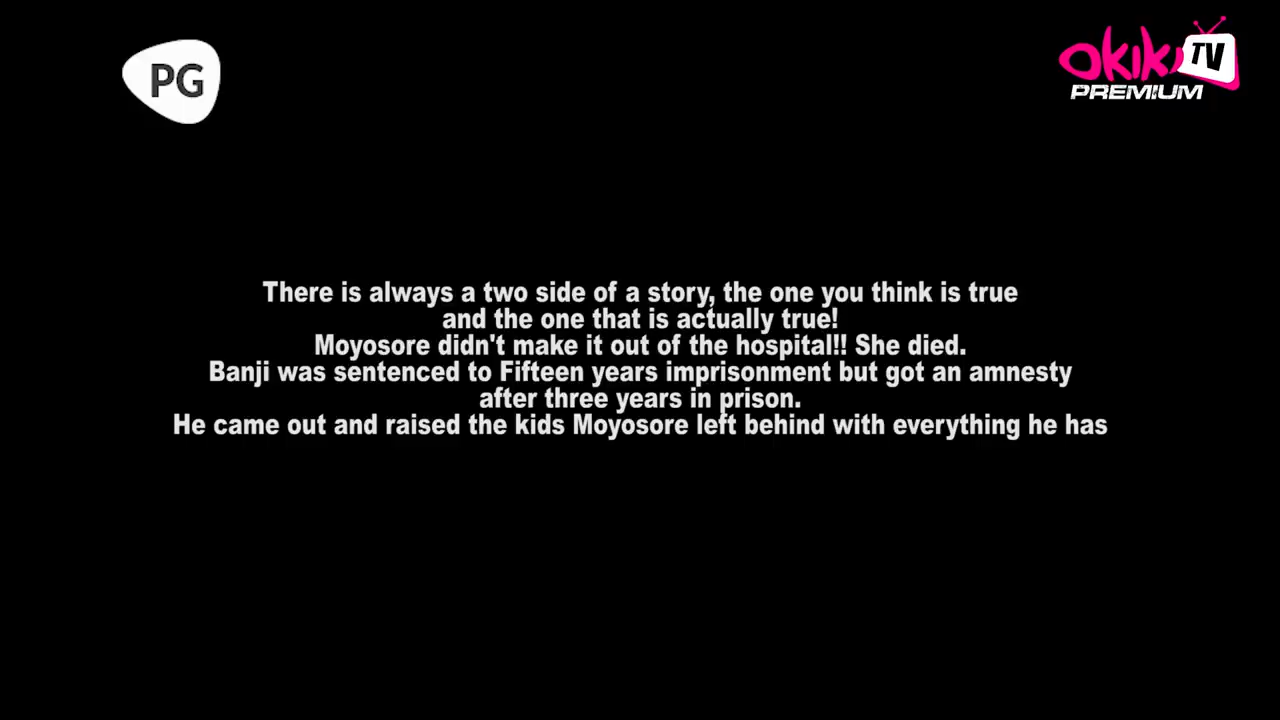 PG
OKIKI TV
PREMIUM
There is always a two side of a story, the one you think is true
and the one that is actually true!
Moyosore didn't make it out of the hospital!! She died.
Banji was sentenced to Fifteen years imprisonment but got an amnesty
after three years in prison.
He came out and raised the kids Moyosore left behind with everything he has